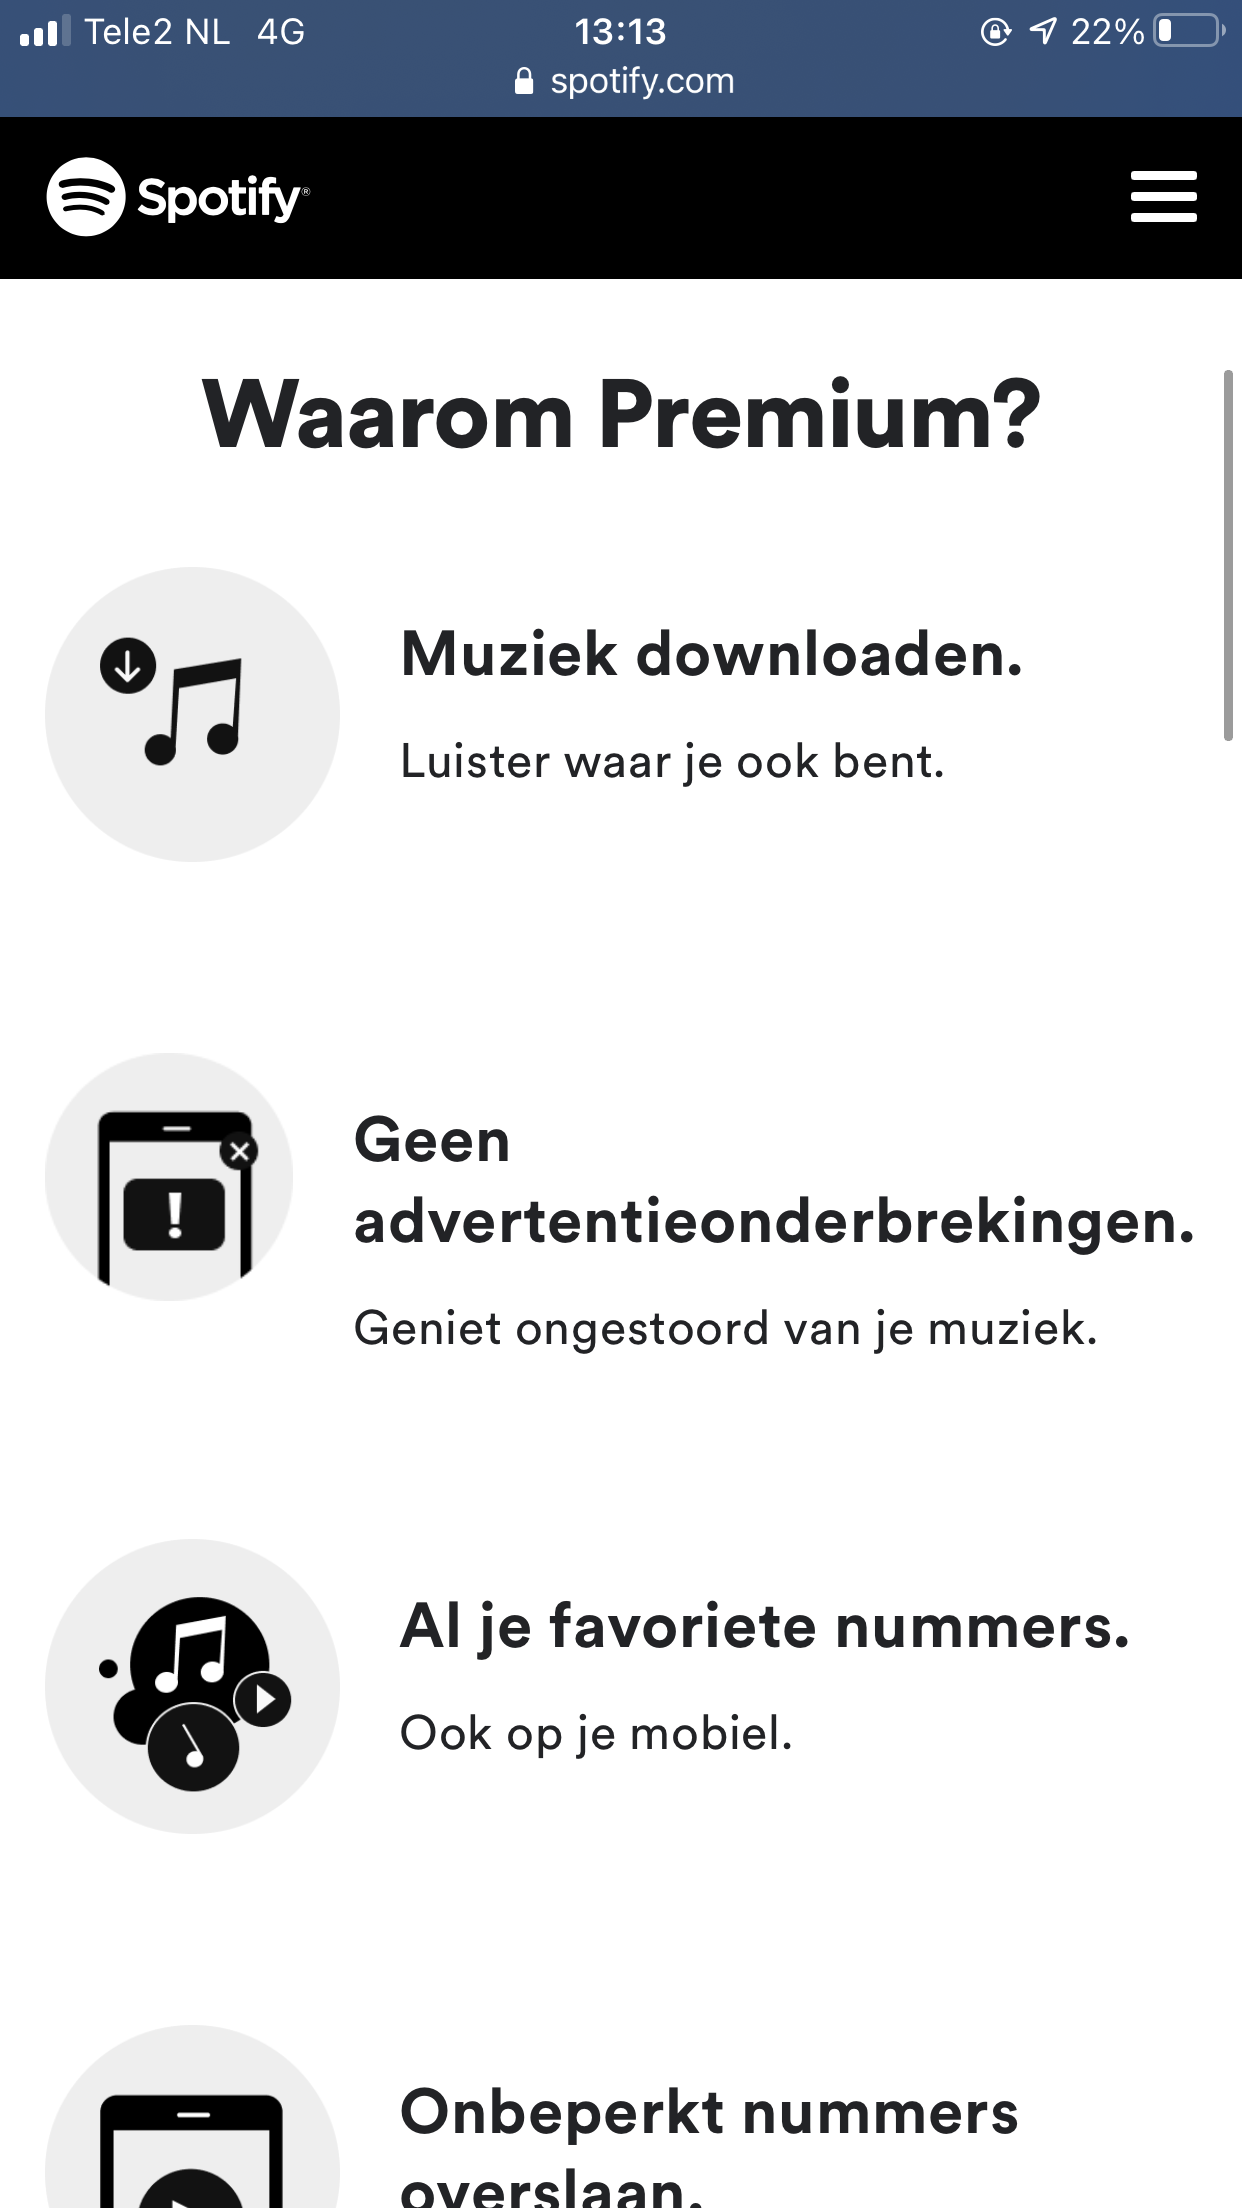 Tele2 NL 4G 13:13 22%
spotify.com
Spotify®
Waarom Premium?
Muziek downloaden.
Luister waar je ook bent.
Geen
advertentieonderbrekingen.
Geniet ongestoord van je muziek.
Al je favoriete nummers.
Ook op je mobiel.
Onbeperkt nummers
overslaan.